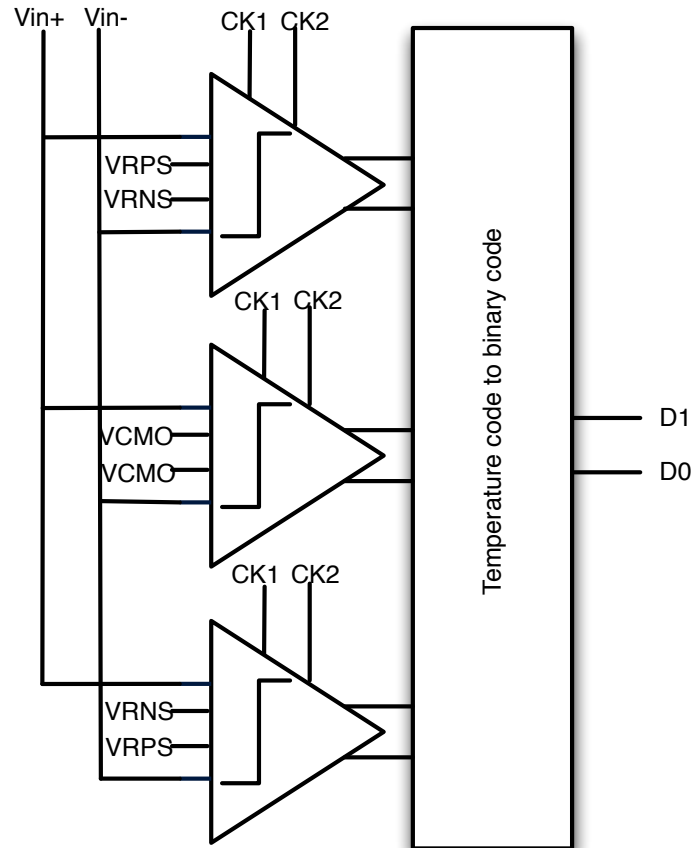 Vin+ Vin-
CK1 CK2
VRPS
VRNS
CK1 CK2
VCMO
VCMO
CK1 CK2
VRNS
VRPS
Temperature code to binary code
D1
D0